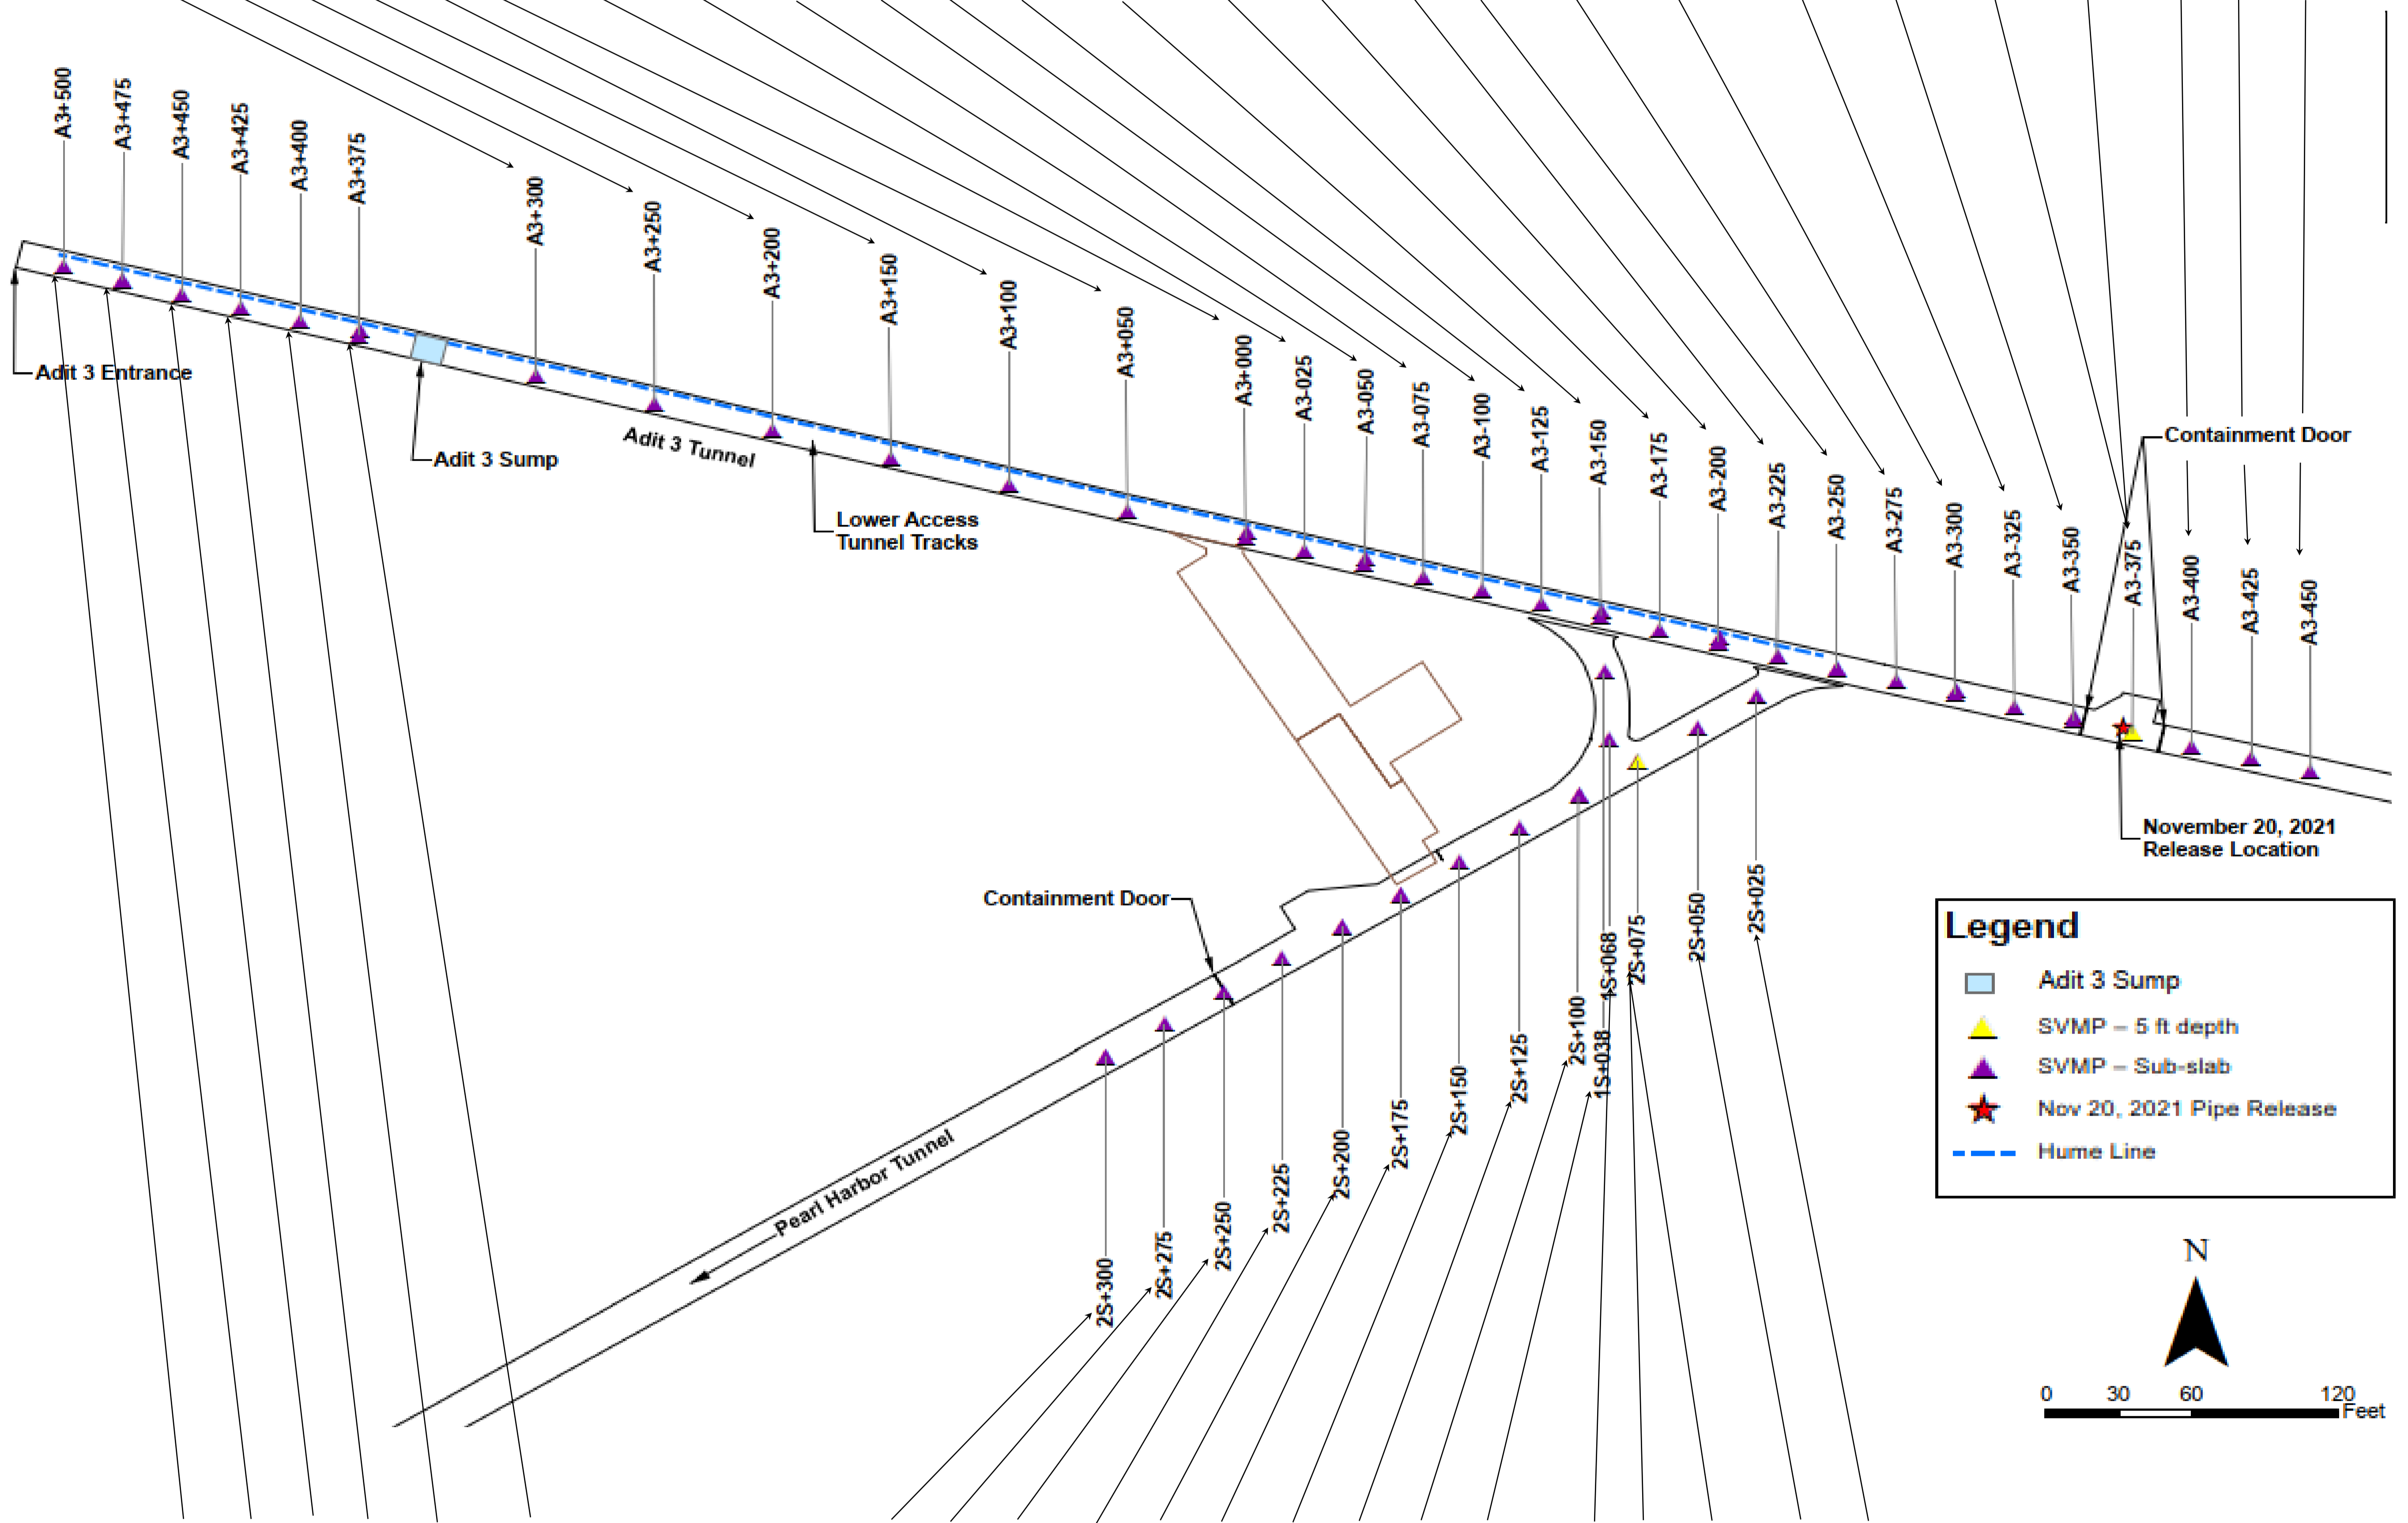 A3+500
A3+475
A3+450
A3+425
A3+400
A3+375
A3+300
A3+250
A3+200
A3+150
A3+100
A3+050
A3+000
A3-025
A3-050
A3-075
A3-100
A3-125
A3-150
A3-175
A3-200
A3-225
A3-250
A3-275
A3-300
A3-325
A3-350
A3-375
A3-400
A3-425
A3-450
Containment Door
Adit 3 Entrance
Adit 3 Sump
Adit 3 Tunnel
Lower Access
Tunnel Tracks
November 20, 2021
Release Location
Containment Door
Pearl Harbor Tunnel
2S+300
2S+275
2S+250
2S+225
2S+200
2S+175
2S+150
2S+125
2S+100
1S+038
1S+068
2S+075
2S+050
2S+025
Legend
Adit 3 Sump
SVMP – 5 ft depth
SVMP – Sub-slab
Nov 20, 2021 Pipe Release
Hume Line
N
0 30 60 120
Feet